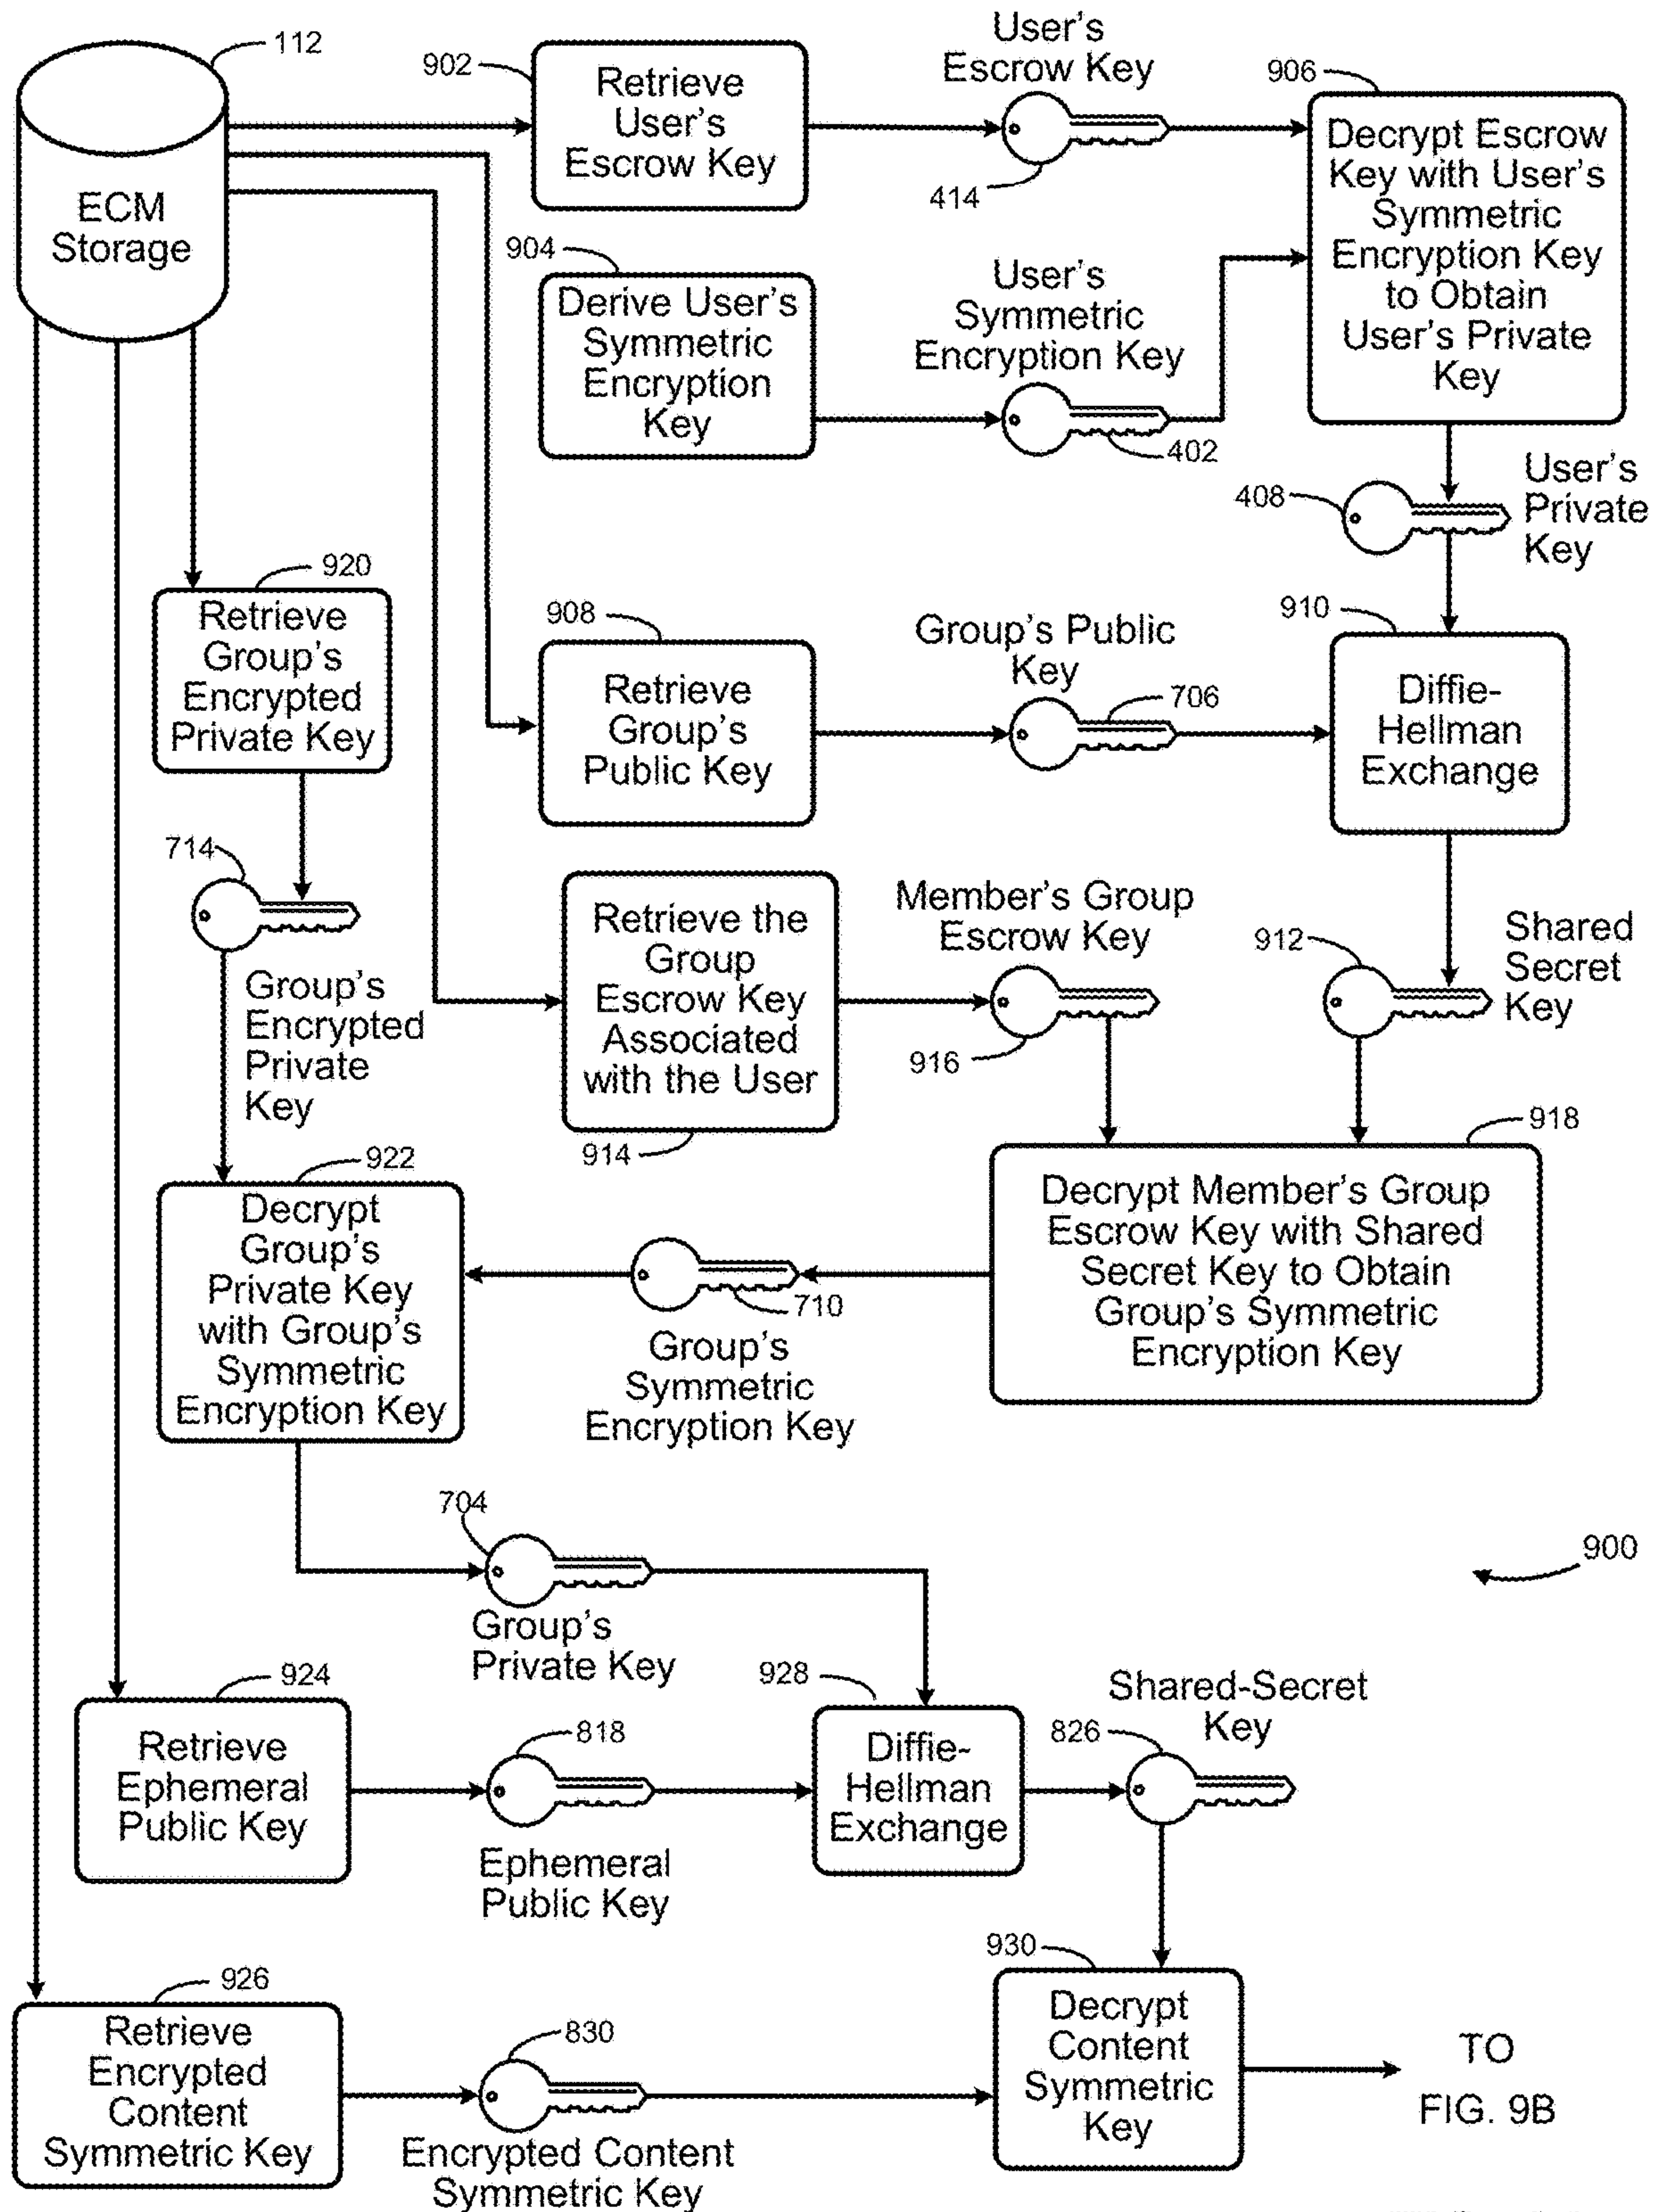 112
ECM
Storage
902
Retrieve
User's
Escrow Key
User's
Escrow Key
414
906
Decrypt Escrow
Key with User's
Symmetric
Encryption Key
to Obtain
User's Private
Key
904
Derive User's
Symmetric
Encryption
Key
User's
Symmetric
Encryption Key
402
408
User's
Private
Key
920
Retrieve
Group's
Encrypted
Private Key
908
Retrieve
Group's
Public Key
Group's Public
Key
706
910
Diffie-
Hellman
Exchange
714
Group's
Encrypted
Private
Key
Retrieve the
Group
Escrow Key
Associated
with the User
914
Member's Group
Escrow Key
916
912
Shared
Secret
Key
918
Decrypt Member's Group
Escrow Key with Shared
Secret Key to Obtain
Group's Symmetric
Encryption Key
922
Decrypt
Group's
Private Key
with Group's
Symmetric
Encryption Key
710
Group's
Symmetric
Encryption Key
704
Group's
Private Key
900
924
Retrieve
Ephemeral
Public Key
818
Ephemeral
Public Key
928
Diffie-
Hellman
Exchange
Shared-Secret
Key
826
926
Retrieve
Encrypted
Content
Symmetric Key
830
Encrypted Content
Symmetric Key
930
Decrypt
Content
Symmetric
Key
TO
FIG. 9B